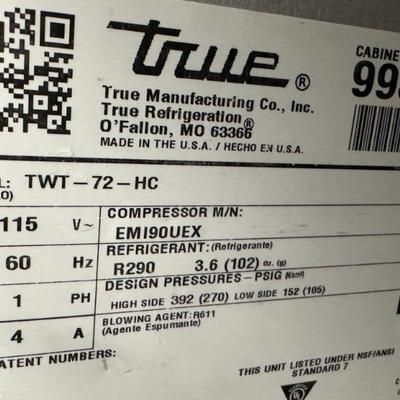 true®
CABINET
True Manufacturing Co., Inc.
True Refrigeration®
O'Fallon, MO 63366
MADE IN THE U.S.A. / HECHO EN U.S.A.
TWT-72-HC
115 V~
COMPRESSOR M/N:
EMI90UEX
60 Hz
REFRIGERANT: (Refrigerante)
R290 3.6 (102) oz. (g)
1 PH
DESIGN PRESSURES-PSIG (N/cm²)
HIGH SIDE 392 (270) LOW SIDE 152 (105)
4 A
BLOWING AGENT: R611
(Agente Espumante)
PATENT NUMBERS:
THIS UNIT LISTED UNDER NSF/ANSI
STANDARD 7